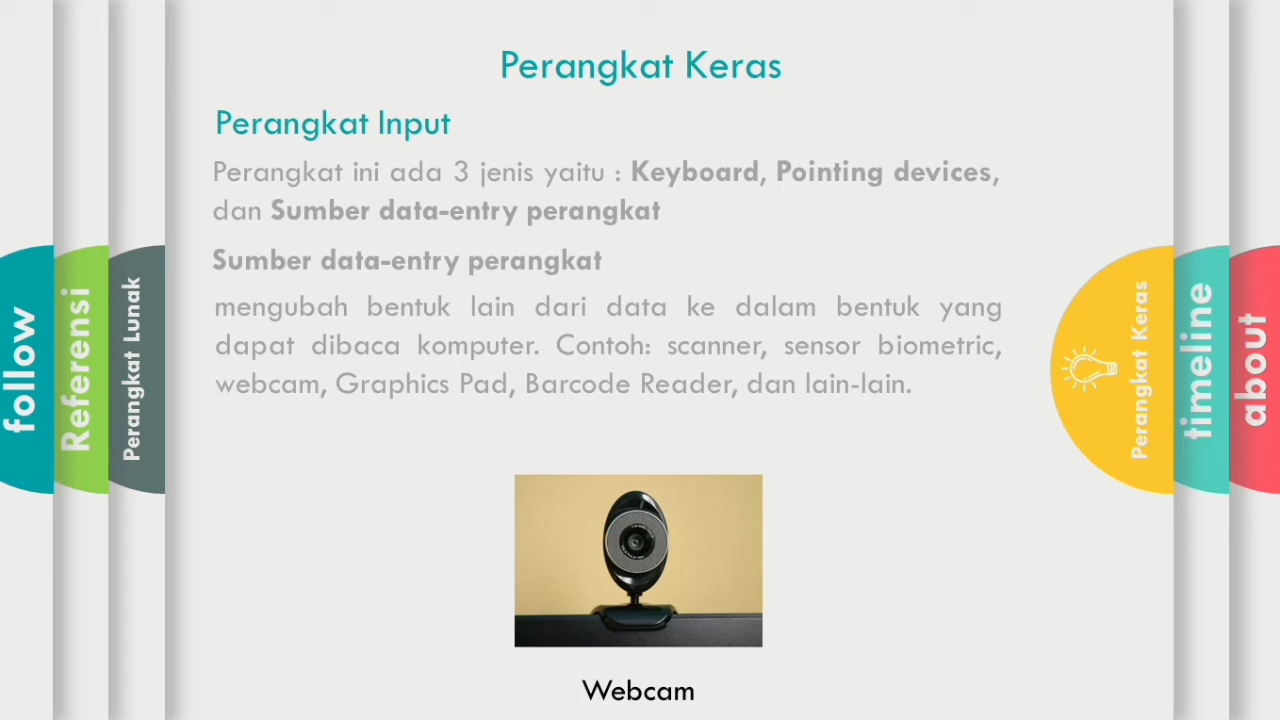 Perangkat Keras
Perangkat Input
Perangkat ini ada 3 jenis yaitu : Keyboard, Pointing devices,
dan Sumber data-entry perangkat
Sumber data-entry perangkat
mengubah bentuk lain dari data ke dalam bentuk yang
dapat dibaca komputer. Contoh: scanner, sensor biometric,
webcam, Graphics Pad, Barcode Reader, dan lain-lain.
follow
Referensi
Perangkat Lunak
Perangkat Keras
timeline
about
Webcam